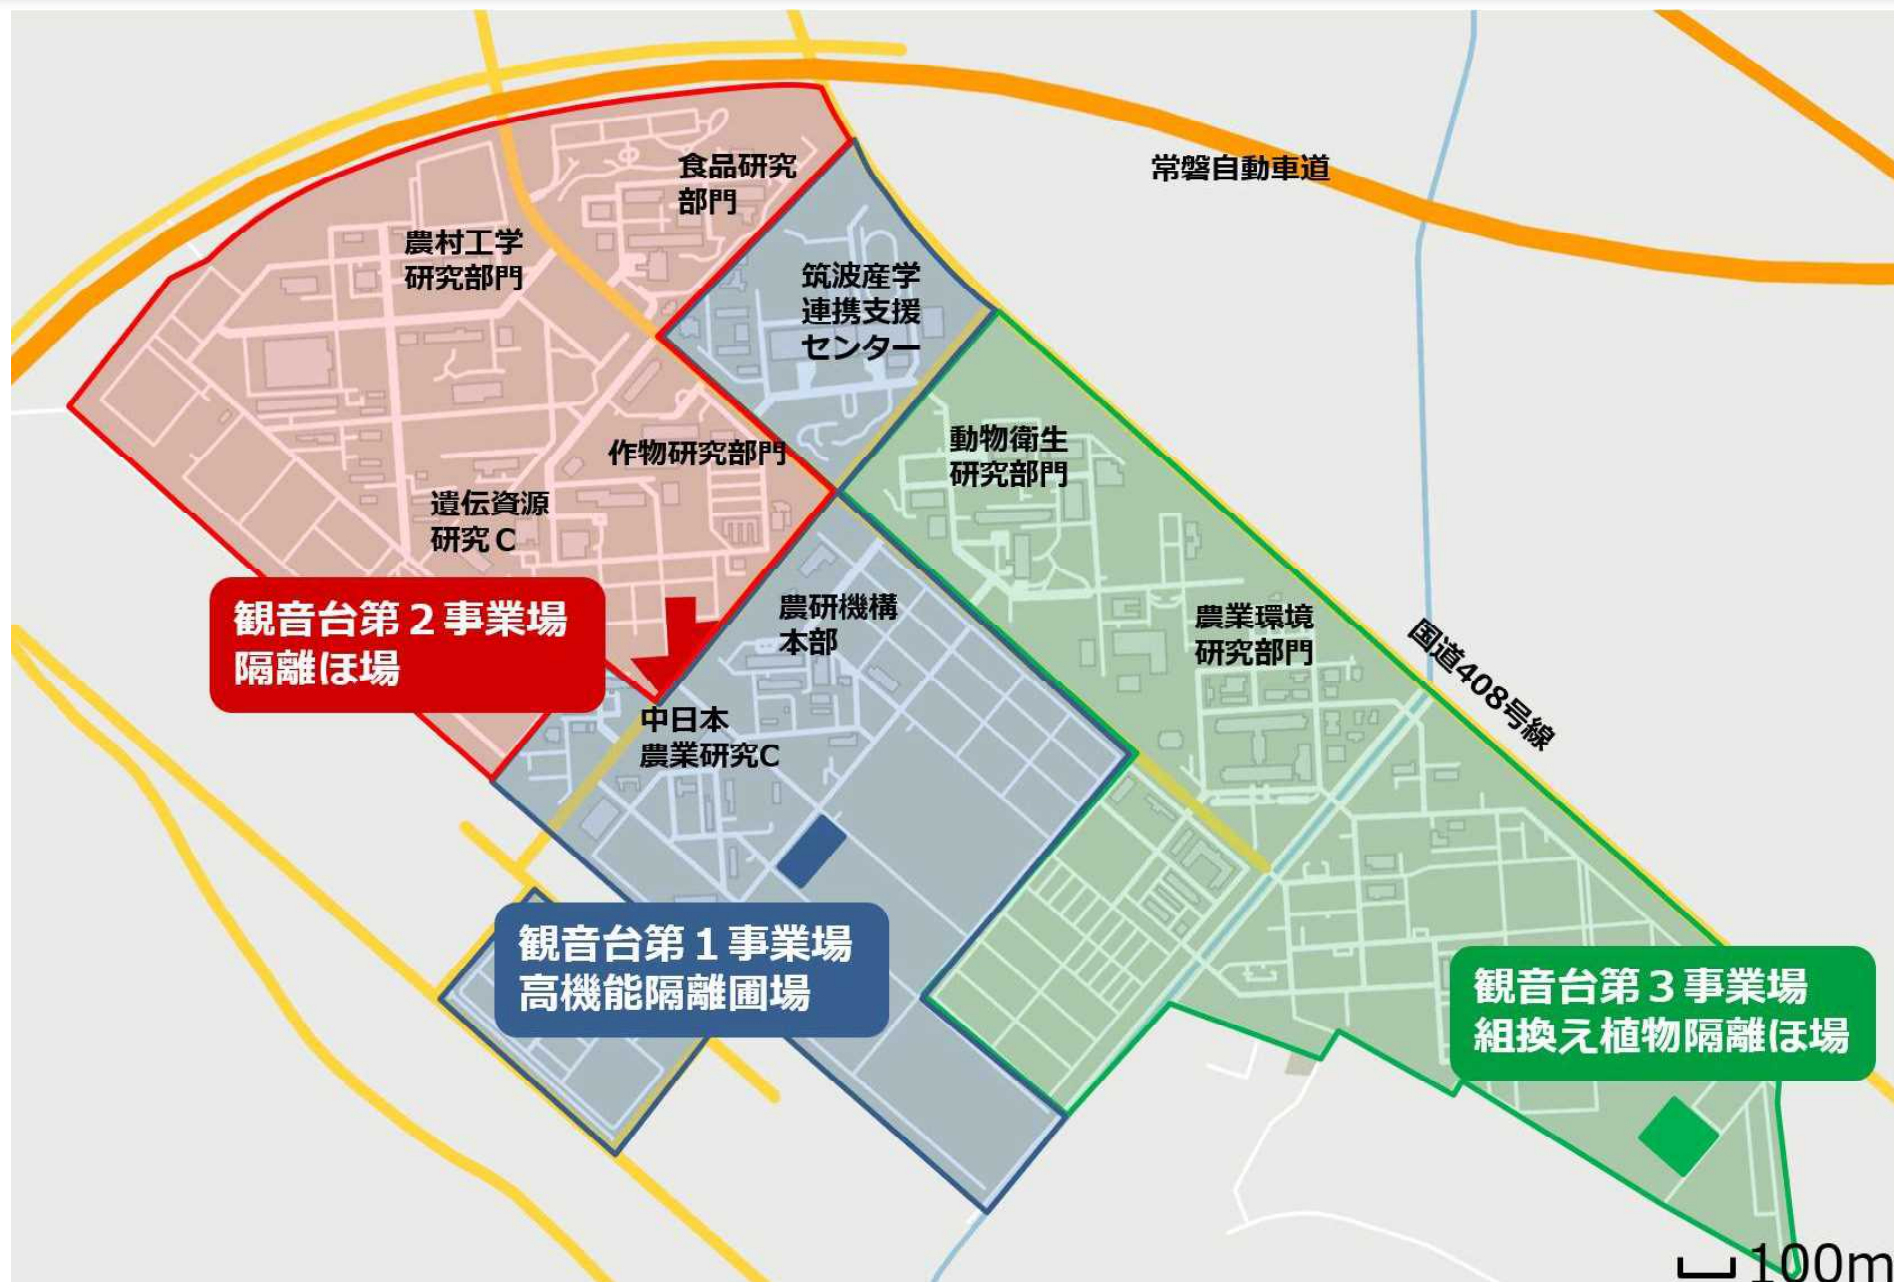 食品研究
部門
常磐自動車道
農村工学
研究部門
筑波産学
連携支援
センター
作物研究部門
動物衛生
研究部門
遺伝資源
研究C
観音台第2事業場
隔離ほ場
農研機構
本部
農業環境
研究部門
国道408号線
中日本
農業研究C
観音台第1事業場
高機能隔離圃場
観音台第3事業場
組換え植物隔離ほ場
100m